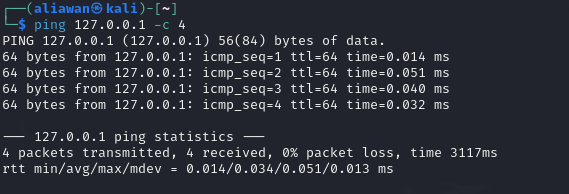 ┌──(aliawan㉿kali)-[~]
└─$ ping 127.0.0.1 -c 4
PING 127.0.0.1 (127.0.0.1) 56(84) bytes of data.
64 bytes from 127.0.0.1: icmp_seq=1 ttl=64 time=0.014 ms
64 bytes from 127.0.0.1: icmp_seq=2 ttl=64 time=0.051 ms
64 bytes from 127.0.0.1: icmp_seq=3 ttl=64 time=0.040 ms
64 bytes from 127.0.0.1: icmp_seq=4 ttl=64 time=0.032 ms

--- 127.0.0.1 ping statistics ---
4 packets transmitted, 4 received, 0% packet loss, time 3117ms
rtt min/avg/max/mdev = 0.014/0.034/0.051/0.013 ms